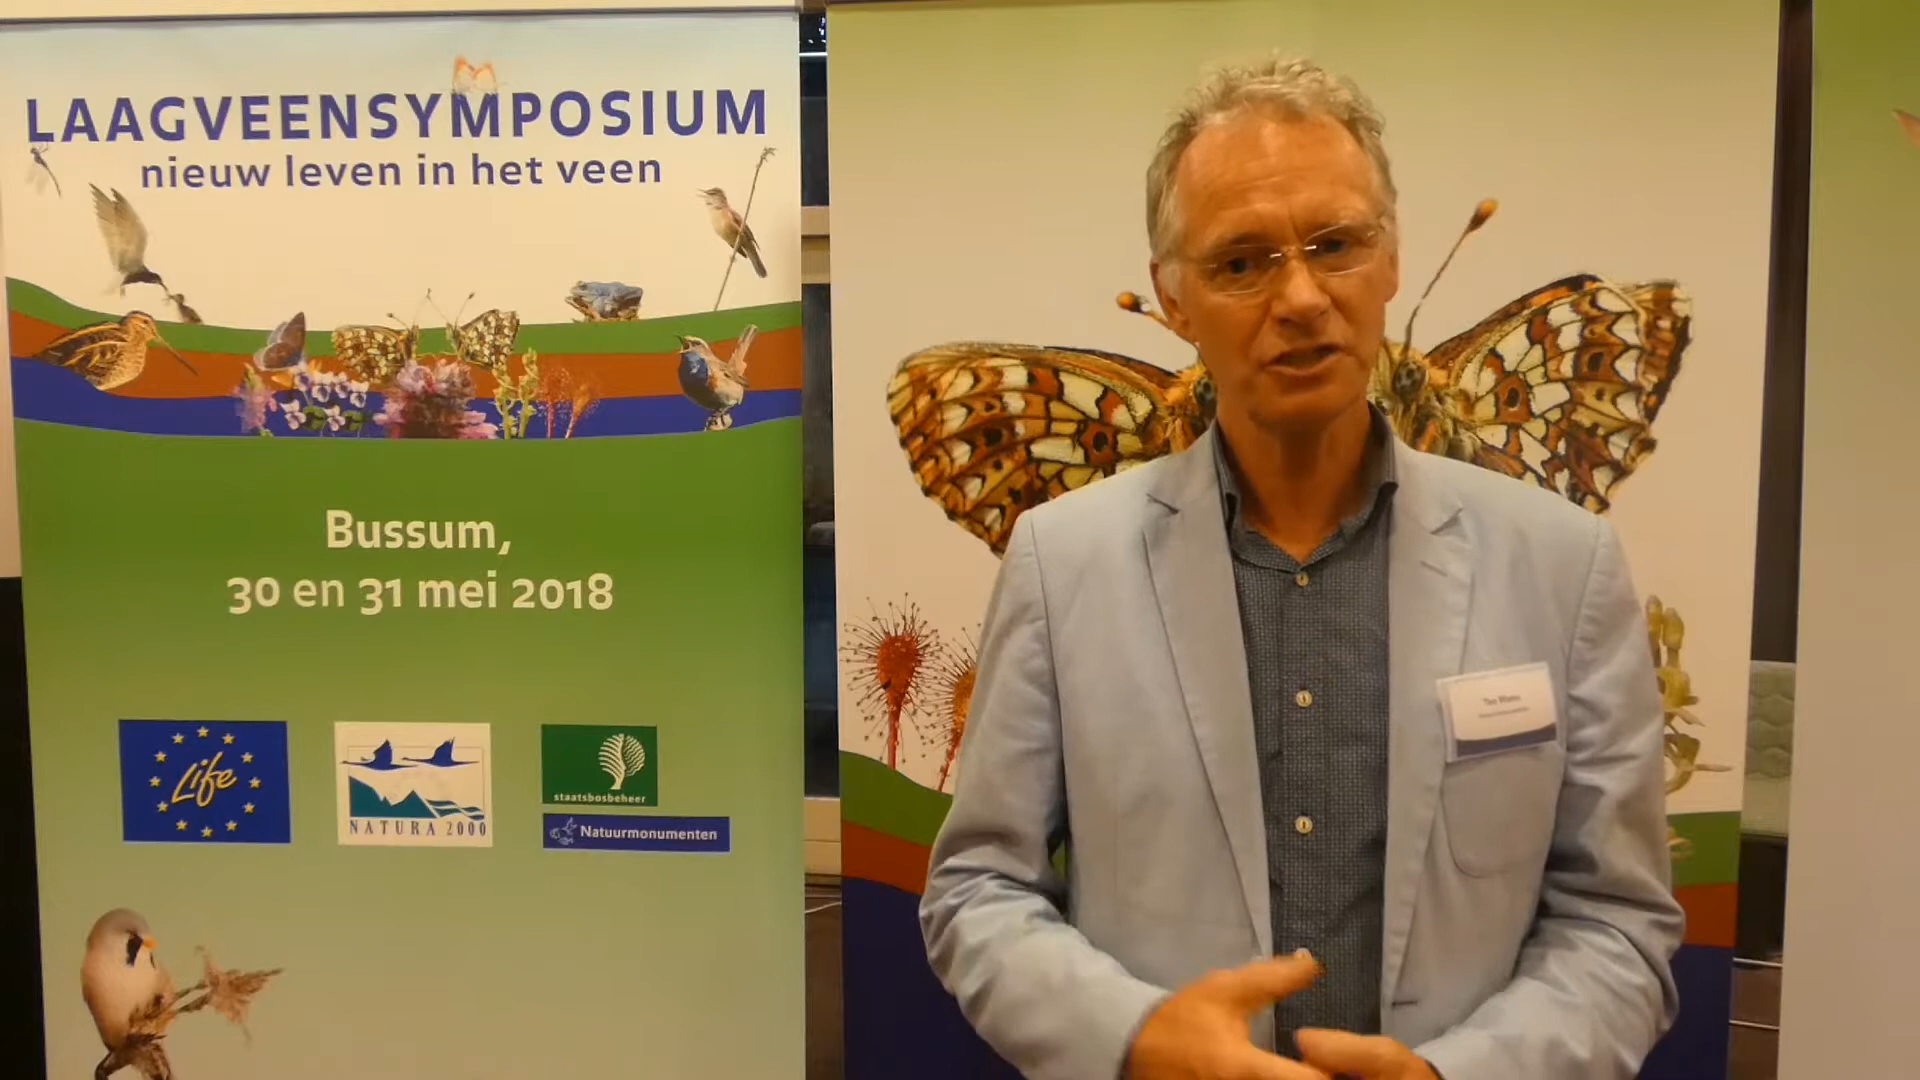 LAAGVEENSYMPOSIUM
nieuw leven in het veen
Bussum,
30 en 31 mei 2018
Life
NATURA 2000
staatsbosbeheer
Natuurmonumenten